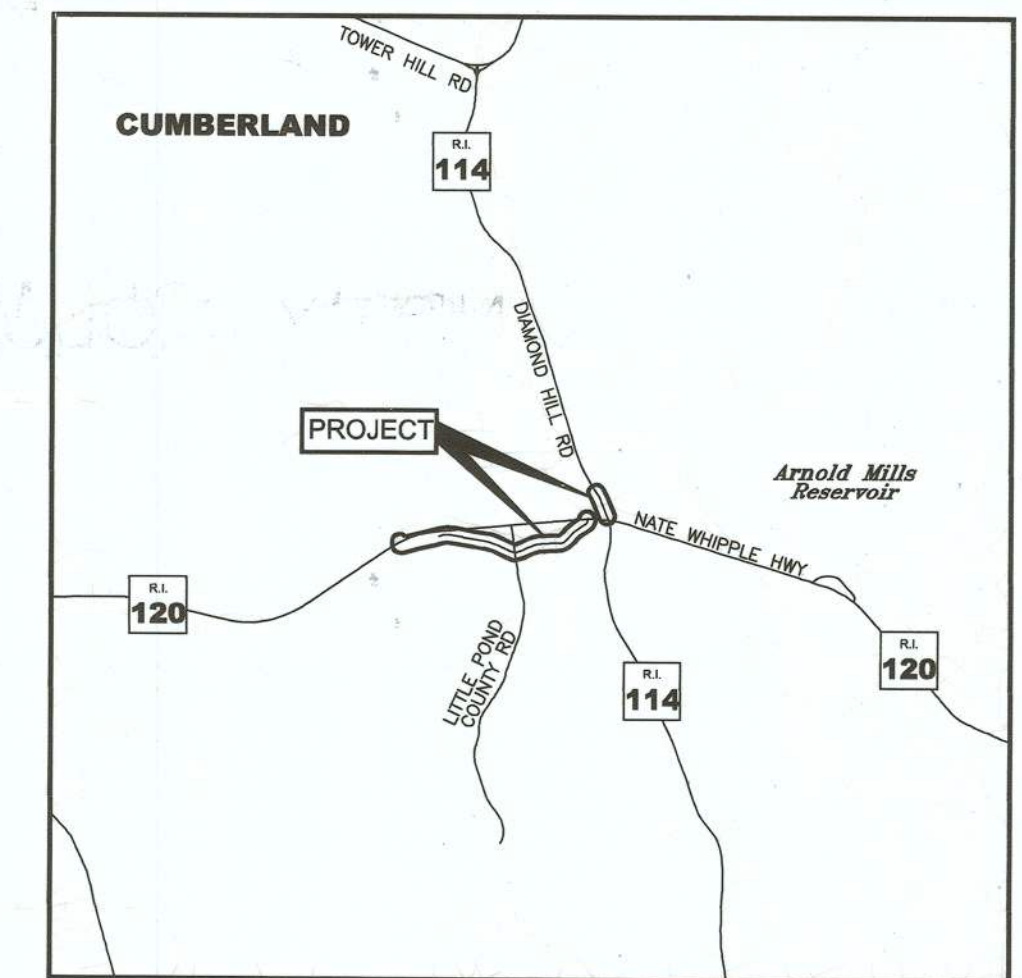 TOWER HILL RD
CUMBERLAND
R.I.
114
DIAMOND HILL RD
PROJECT
Arnold Mills
Reservoir
NATE WHIPPLE HWY
R.I.
120
LITTLE POND
COUNTY RD
R.I.
114
R.I.
120